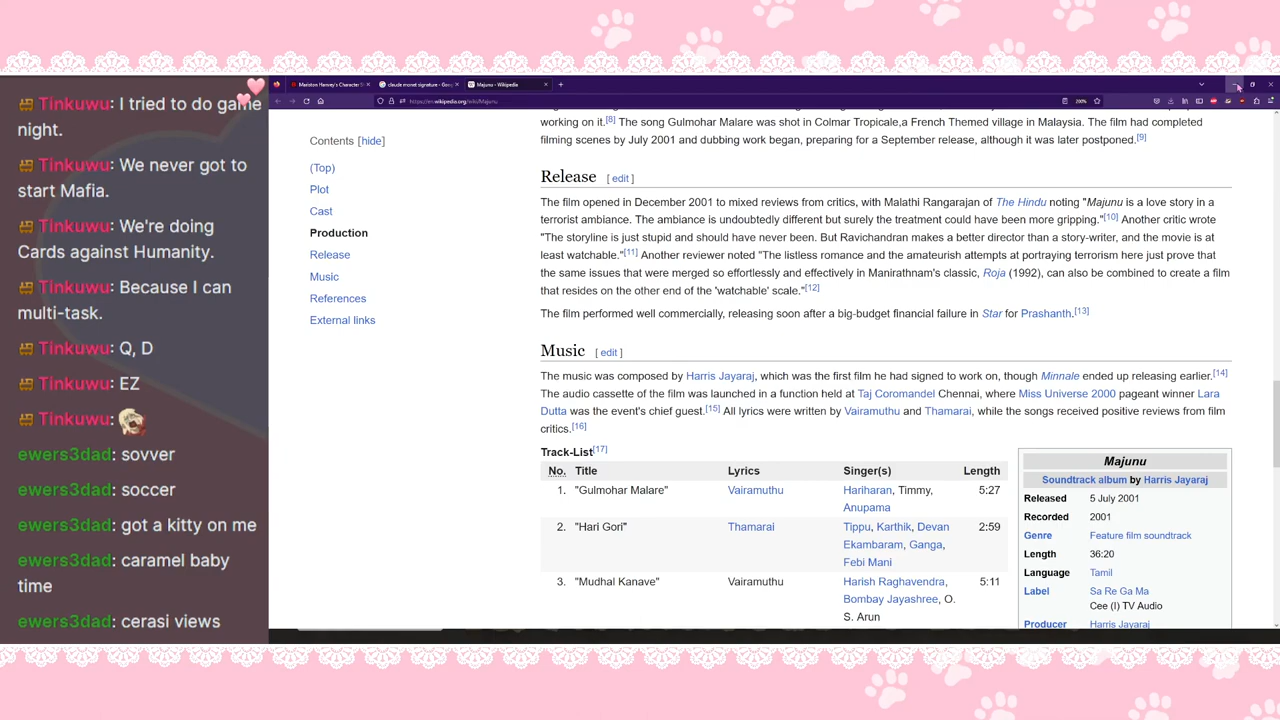 Tinkuwu: I tried to do game
night.
Tinkuwu: We never got to
start Mafia.
Tinkuwu: We're doing
Cards against Humanity.
Tinkuwu: Because I can
multi-task.
Tinkuwu: Q, D
Tinkuwu: EZ
Tinkuwu:
ewers3dad: sovver
ewers3dad: soccer
ewers3dad: got a kitty on me
ewers3dad: caramel baby
time
ewers3dad: cerasi views
claude monet signature - Goo
Majunu - Wikipedia
200%
Contents [hide]
(Top)
Plot
Cast
Production
Release
Music
References
External links
working on it.[8] The song Gulmohar Malare was shot in Colmar Tropicale,a French Themed village in Malaysia. The film had completed
filming scenes by July 2001 and dubbing work began, preparing for a September release, although it was later postponed.[9]
Release [ edit ]
The film opened in December 2001 to mixed reviews from critics, with Malathi Rangarajan of The Hindu noting "Majunu is a love story in a
terrorist ambiance. The ambiance is undoubtedly different but surely the treatment could have been more gripping."[10] Another critic wrote
"The storyline is just stupid and should have never been. But Ravichandran makes a better director than a story-writer, and the movie is at
least watchable."[11] Another reviewer noted "The listless romance and the amateurish attempts at portraying terrorism here just prove that
the same issues that were merged so effortlessly and effectively in Manirathnam's classic, Roja (1992), can also be combined to create a film
that resides on the other end of the 'watchable' scale."[12]
The film performed well commercially, releasing soon after a big-budget financial failure in Star for Prashanth.[13]
Music [ edit ]
The music was composed by Harris Jayaraj, which was the first film he had signed to work on, though Minnale ended up releasing earlier.[14]
The audio cassette of the film was launched in a function held at Taj Coromandel Chennai, where Miss Universe 2000 pageant winner Lara
Dutta was the event's chief guest.[15] All lyrics were written by Vairamuthu and Thamarai, while the songs received positive reviews from film
critics.[16]
Track-List[17]
No. Title Lyrics Singer(s) Length
1. "Gulmohar Malare" Vairamuthu Hariharan, Timmy, 5:27
Anupama
2. "Hari Gori" Thamarai Tippu, Karthik, Devan 2:59
Ekambaram, Ganga,
Febi Mani
3. "Mudhal Kanave" Vairamuthu Harish Raghavendra, 5:11
Bombay Jayashree, O.
S. Arun
Majunu
Soundtrack album by Harris Jayaraj
Released 5 July 2001
Recorded 2001
Genre Feature film soundtrack
Length 36:20
Language Tamil
Label Sa Re Ga Ma
Cee (I) TV Audio
Producer Harris Jayaraj